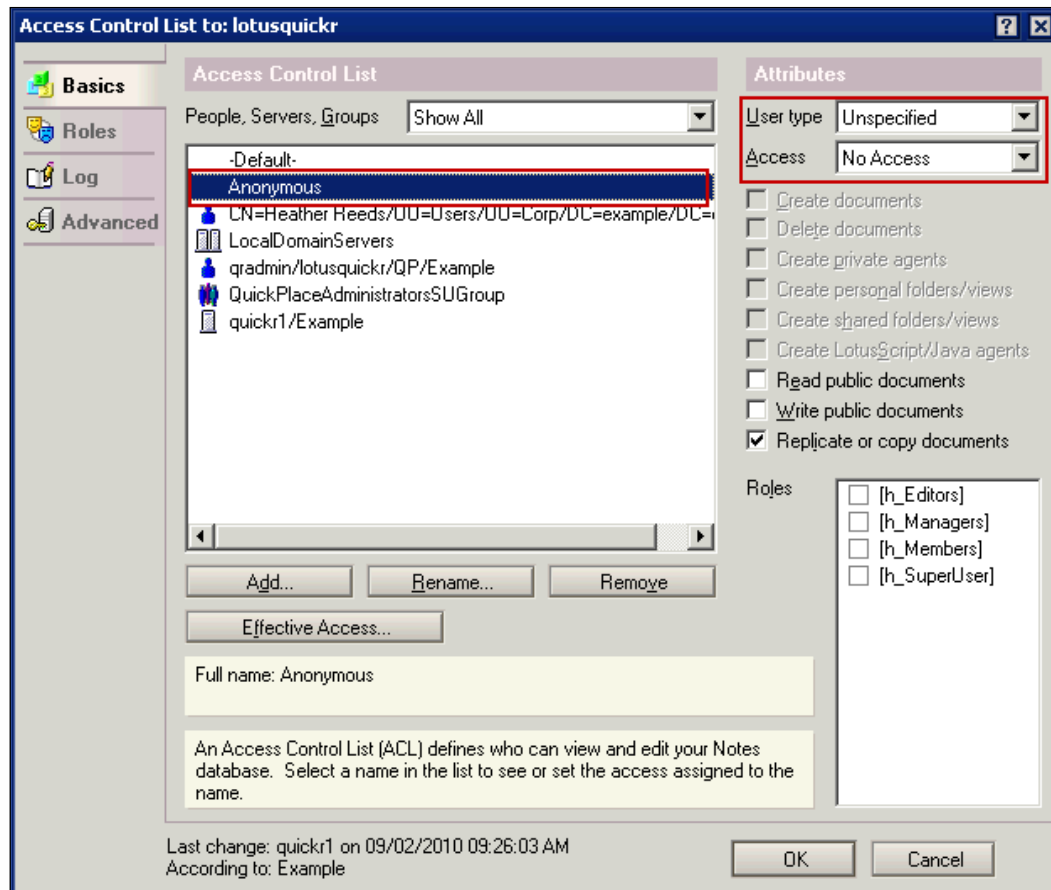 Access Control List to: lotusquickr
Basics
Roles
Log
Advanced
Access Control List
People, Servers, Groups
Show All
-Default-
Anonymous
CN=Heather Reeds/OU=Users/OU=Corp/DC=example/DC=
LocalDomainServers
qradmin/lotusquickr/QP/Example
QuickPlaceAdministratorsSUGroup
quickr1/Example
Add...
Rename...
Remove
Effective Access...
Full name: Anonymous
An Access Control List (ACL) defines who can view and edit your Notes
database. Select a name in the list to see or set the access assigned to the
name.
Attributes
User type
Unspecified
Access
No Access
Create documents
Delete documents
Create private agents
Create personal folders/views
Create shared folders/views
Create LotusScript/Java agents
Read public documents
Write public documents
Replicate or copy documents
Roles
[h_Editors]
[h_Managers]
[h_Members]
[h_SuperUser]
Last change: quickr1 on 09/02/2010 09:26:03 AM
According to: Example
OK
Cancel